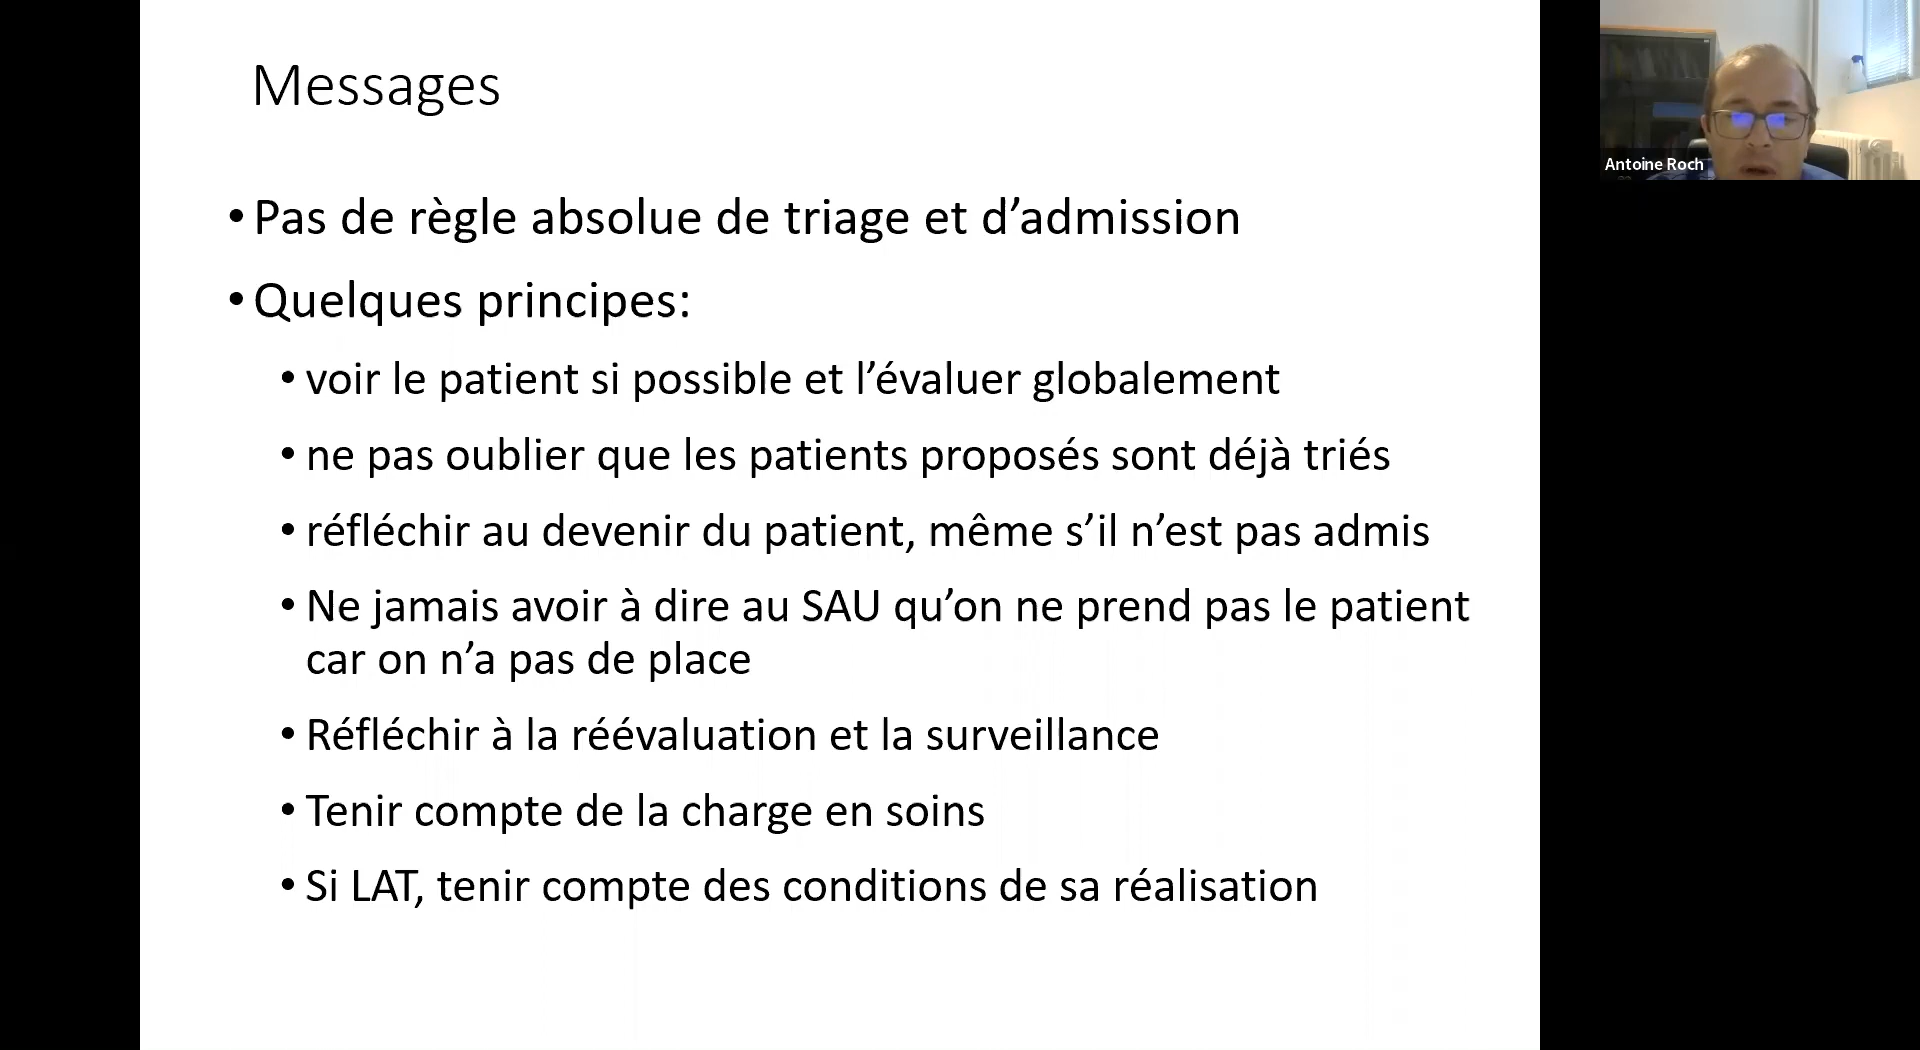 Messages
•Pas de règle absolue de triage et d’admission
•Quelques principes:
•voir le patient si possible et l’évaluer globalement
•ne pas oublier que les patients proposés sont déjà triés
•réfléchir au devenir du patient, même s’il n’est pas admis
•Ne jamais avoir à dire au SAU qu’on ne prend pas le patient
car on n’a pas de place
•Réfléchir à la réévaluation et la surveillance
•Tenir compte de la charge en soins
•Si LAT, tenir compte des conditions de sa réalisation
Antoine Roch